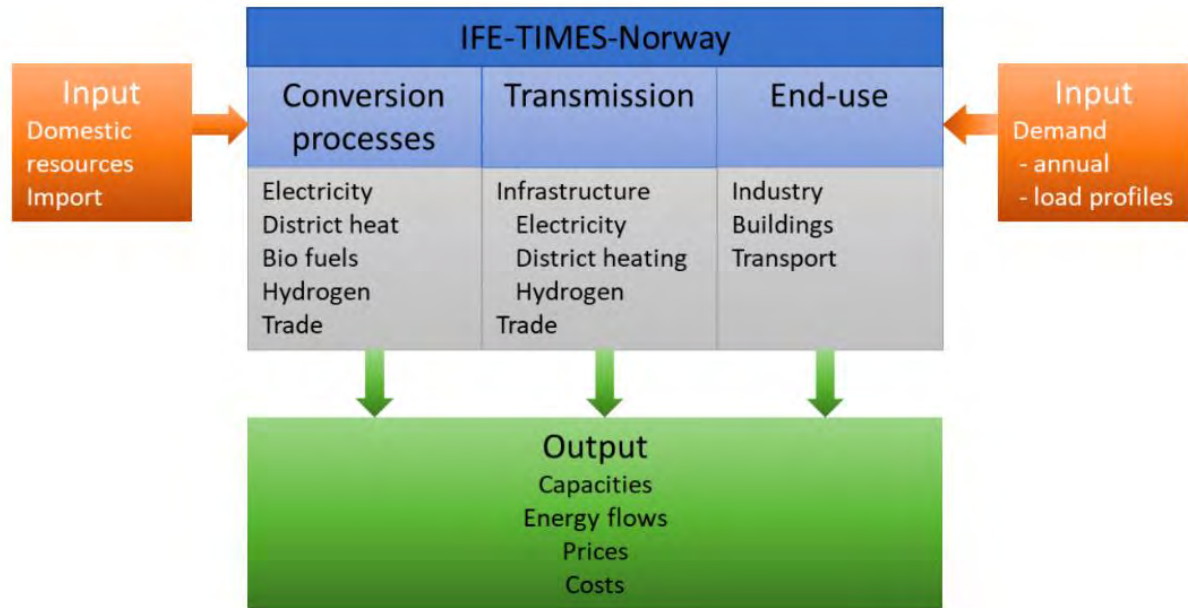 IFE-TIMES-Norway
Input
Domestic
resources
Import
Conversion
processes
Electricity
District heat
Bio fuels
Hydrogen
Trade
Transmission
Infrastructure
Electricity
District heating
Hydrogen
Trade
End-use
Industry
Buildings
Transport
Input
Demand
- annual
- load profiles
Output
Capacities
Energy flows
Prices
Costs